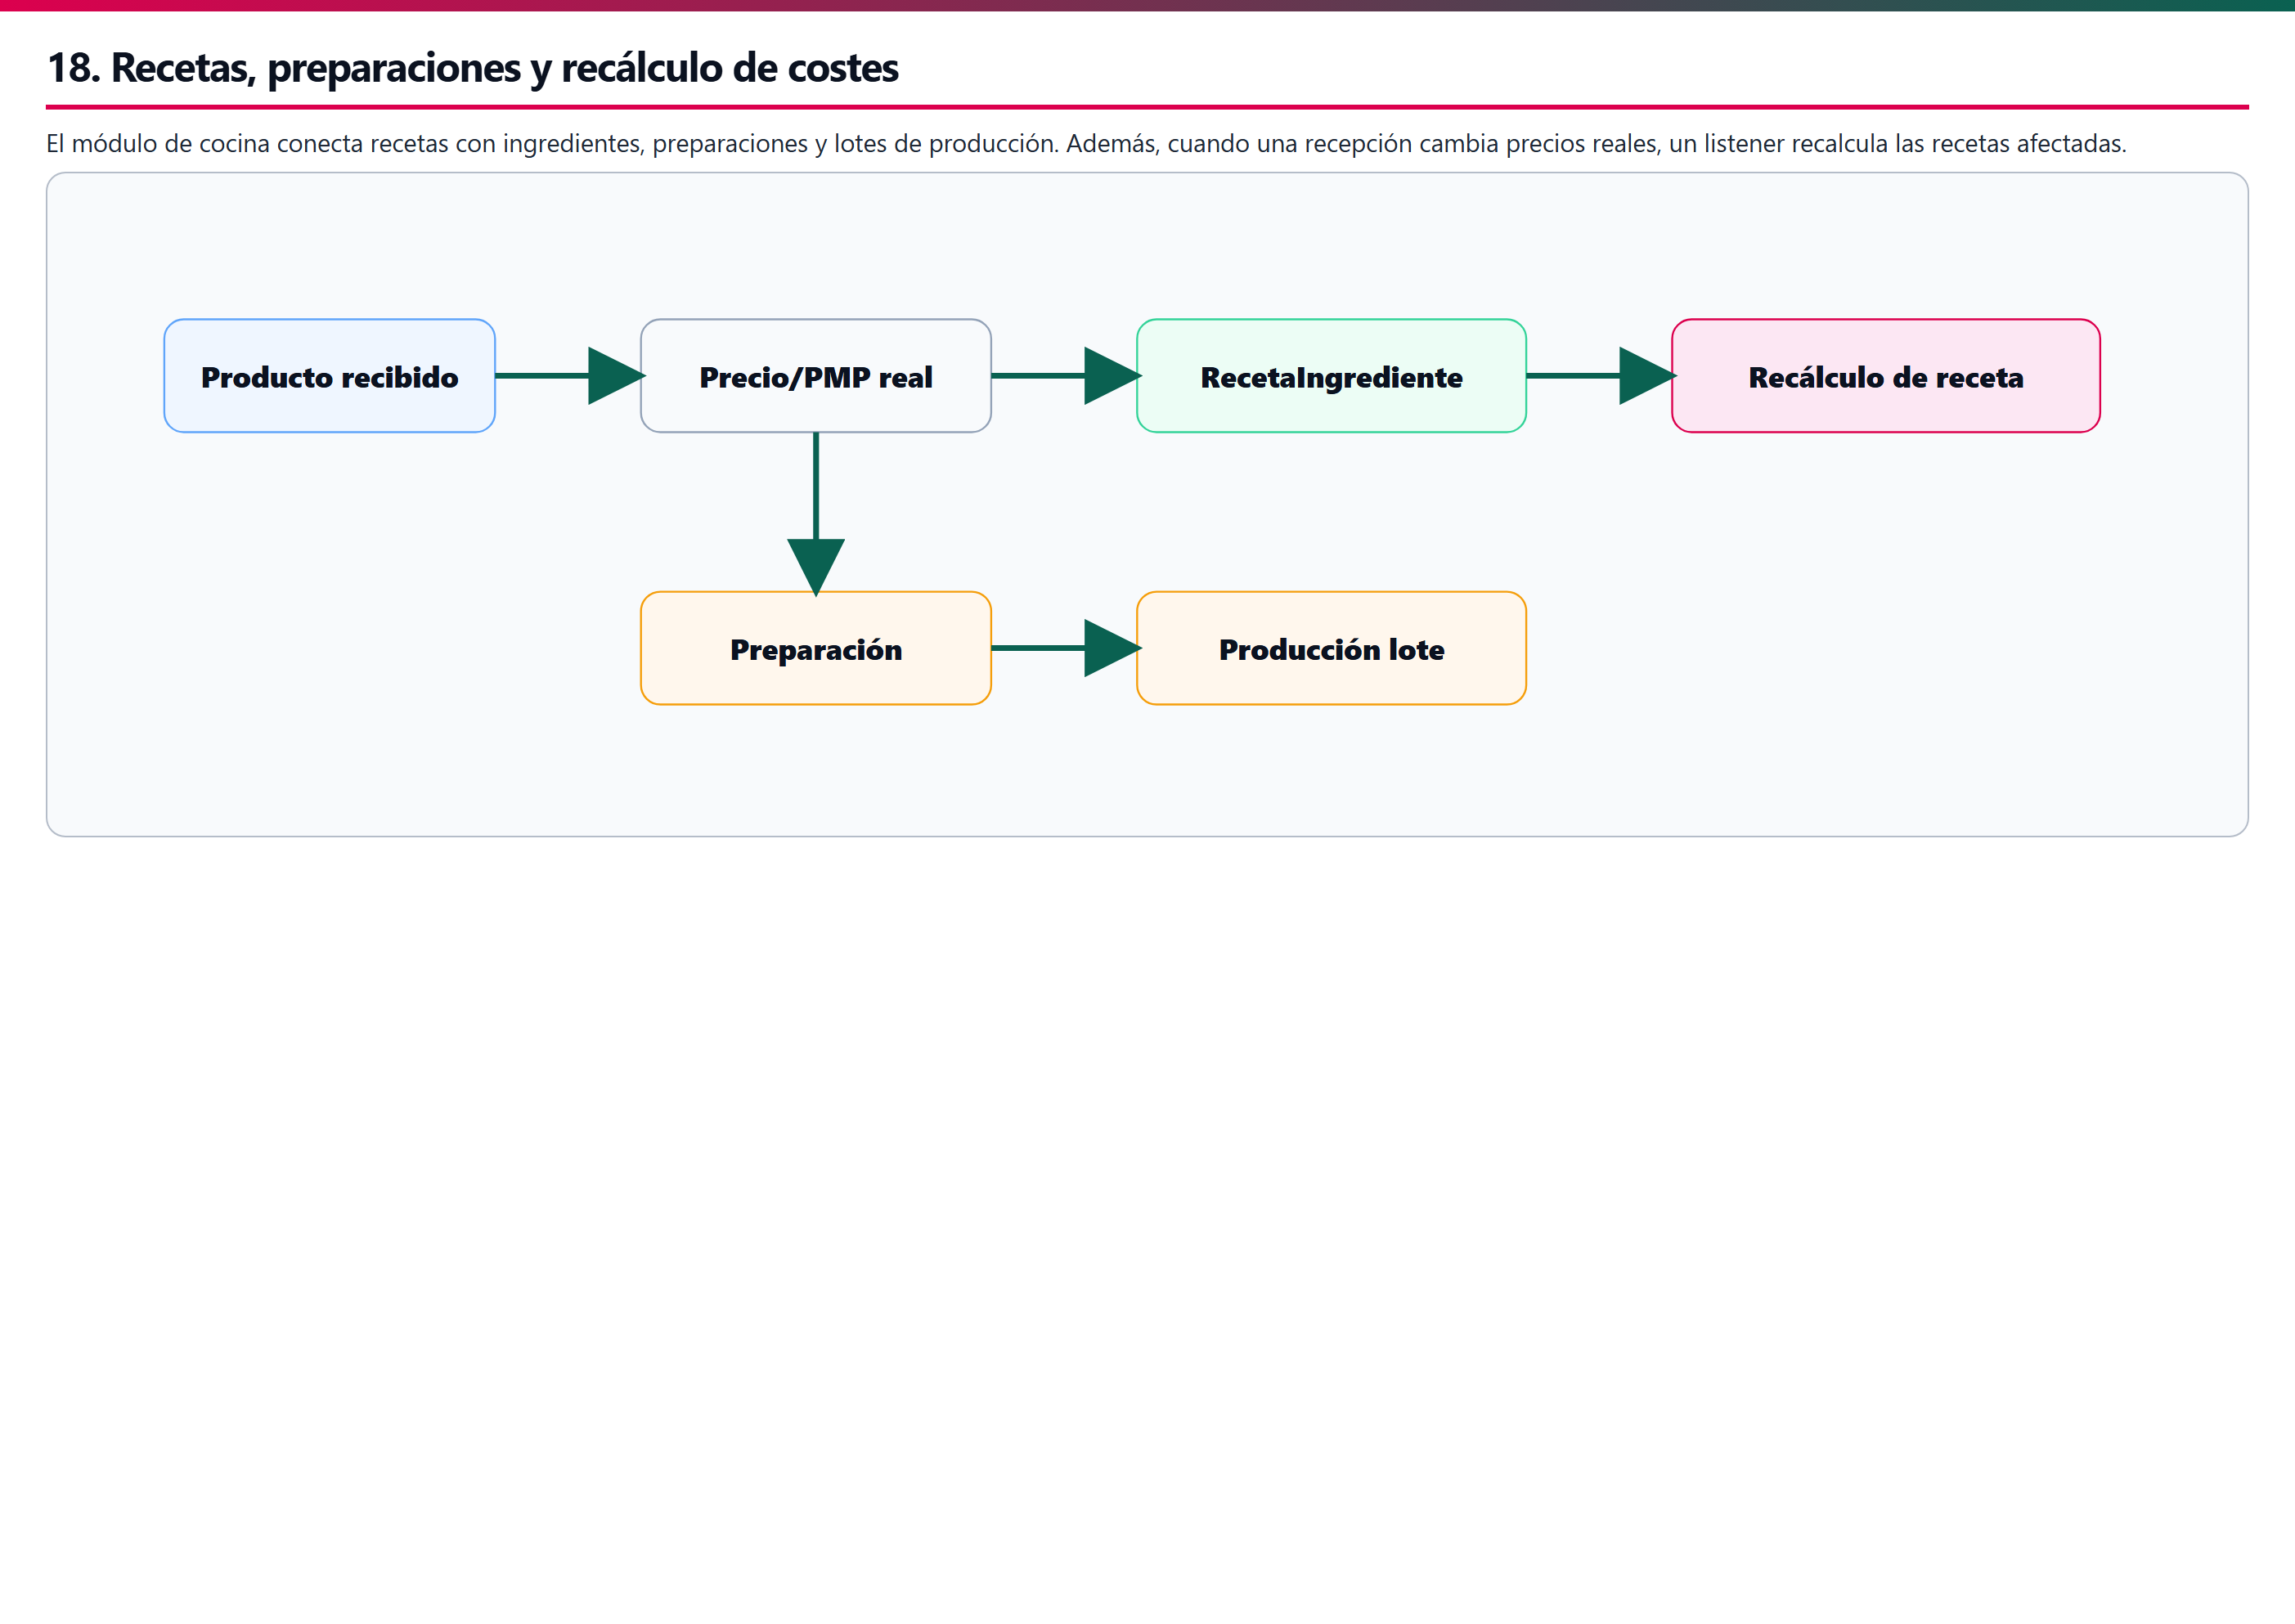 18. Recetas, preparaciones y recálculo de costes
El módulo de cocina conecta recetas con ingredientes, preparaciones y lotes de producción. Además, cuando una recepción cambia precios reales, un listener recalcula las recetas afectadas.
Producto recibido
Precio/PMP real
RecetaIngrediente
Recálculo de receta
Preparación
Producción lote